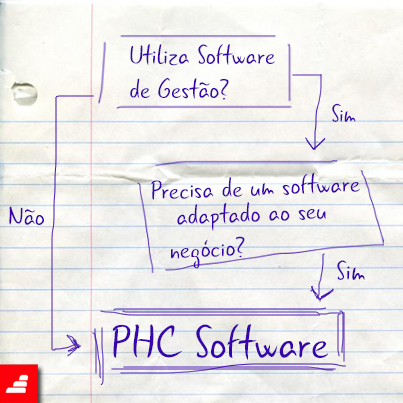 Utiliza Software
de Gestão?
Sim
Precisa de um software
adaptado ao seu
negócio?
Não
Sim
PHC Software